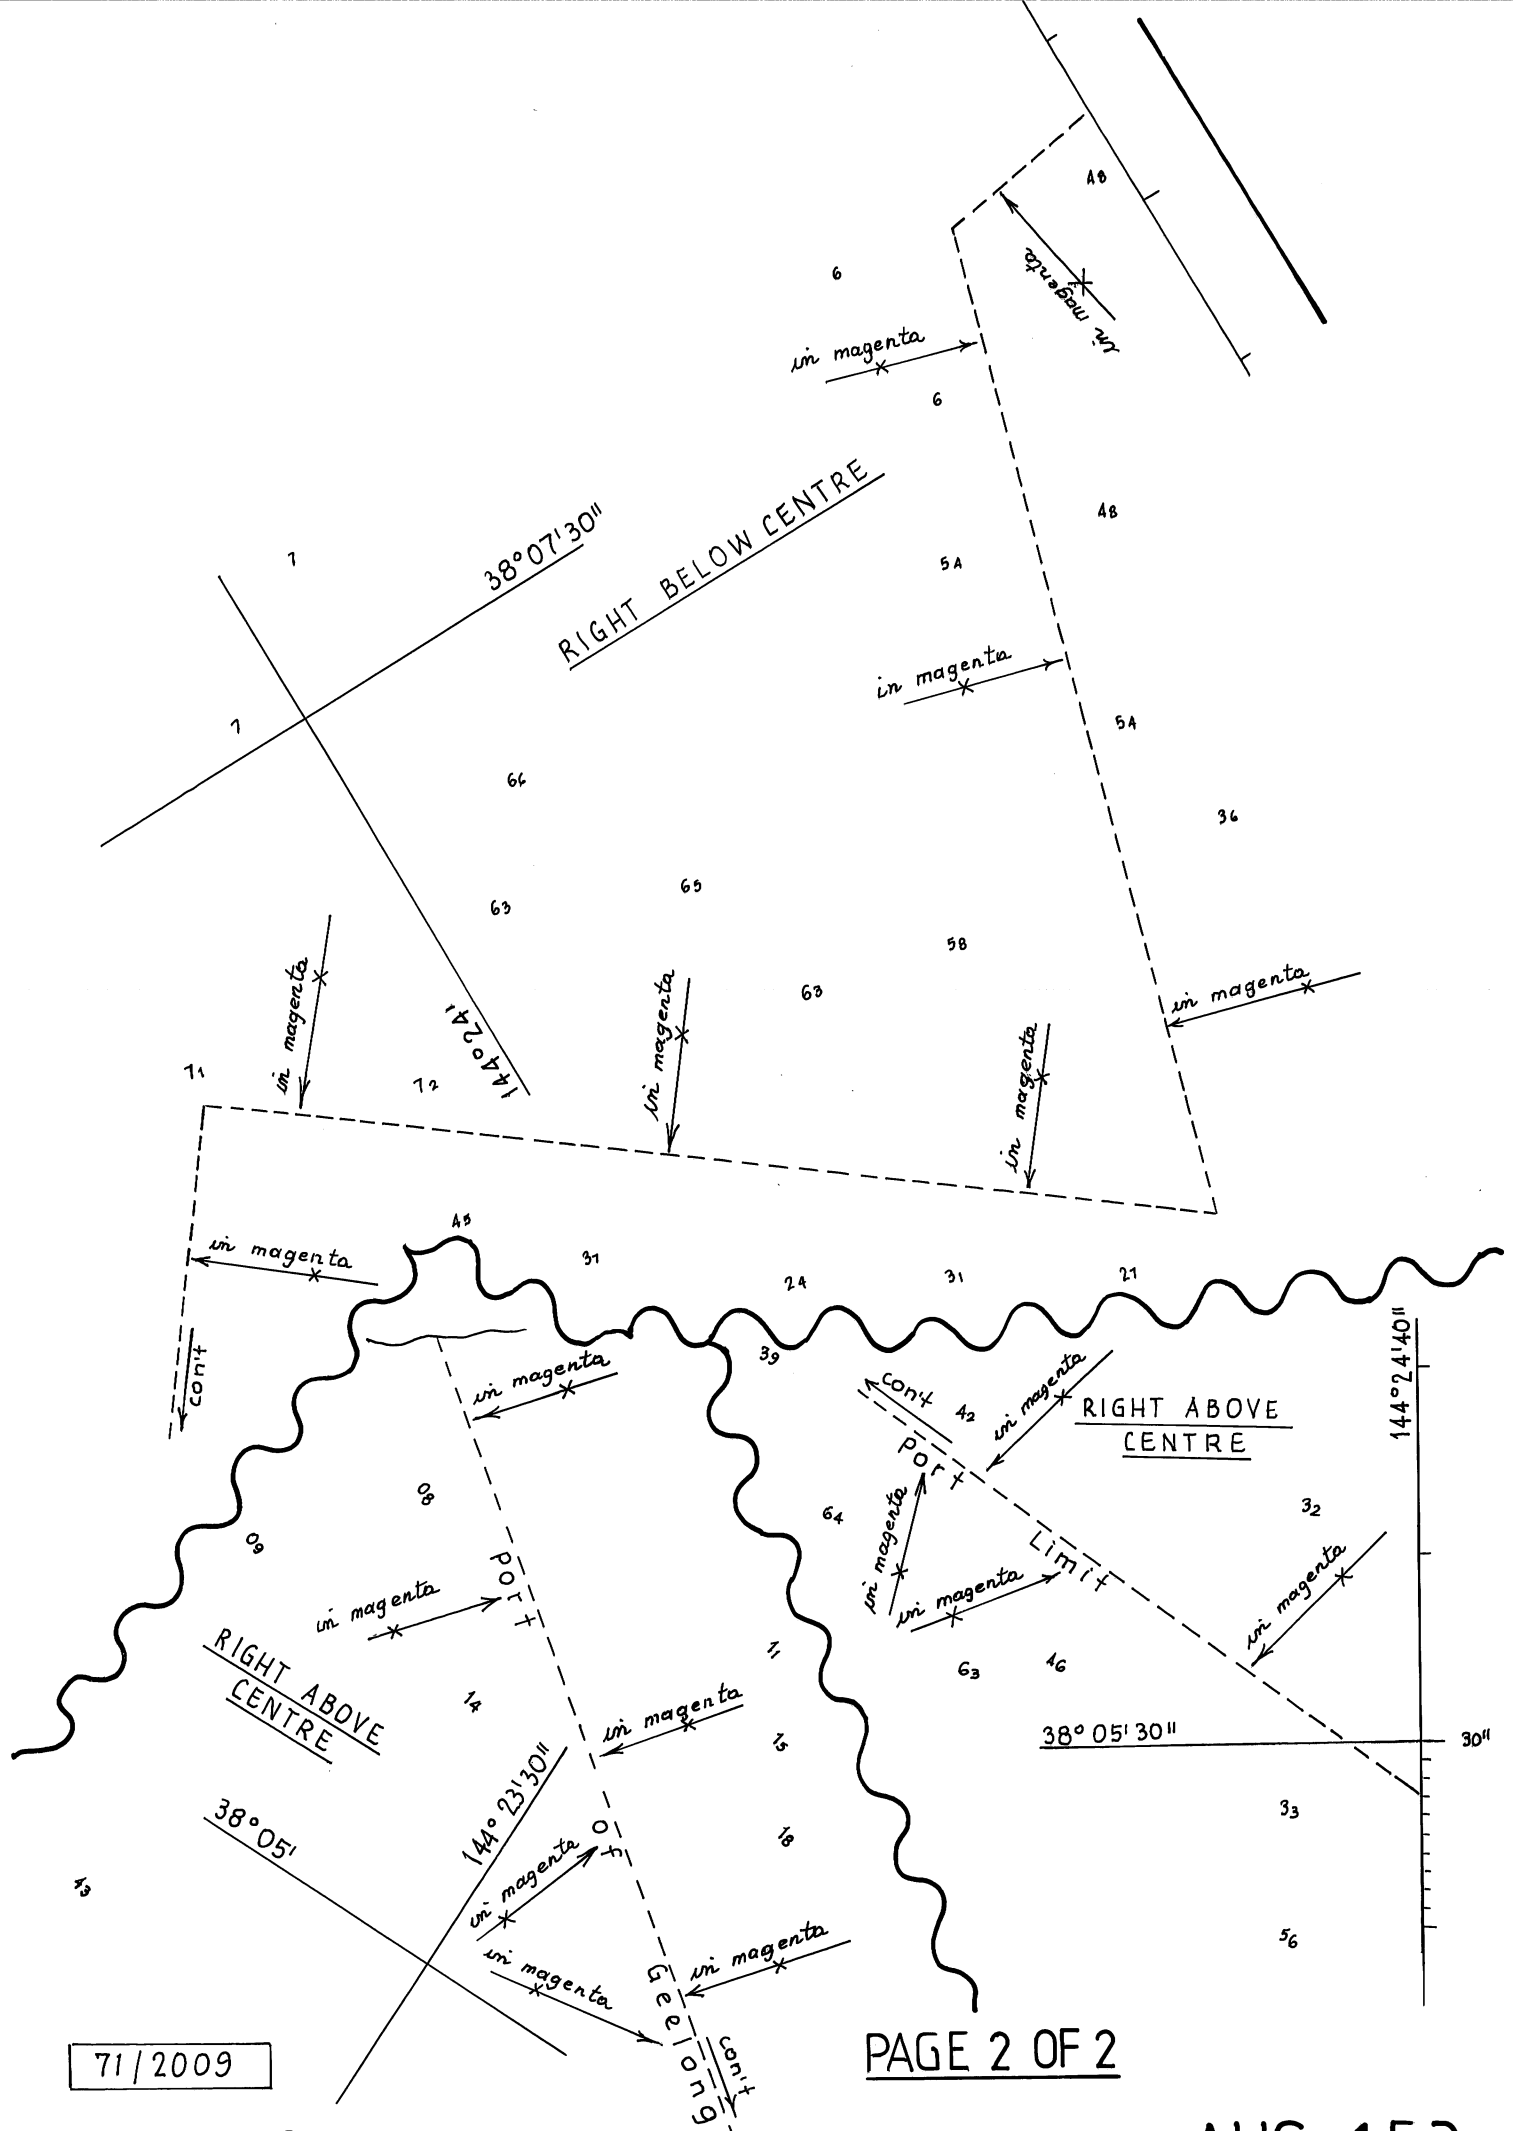 4₈
in magenta
6
in magenta
6
RIGHT BELOW CENTRE
4₈
38°07'30"
5₄
7
in magenta
5₄
7
6₆
3₆
6₅
6₃
5₈
in magenta
6₃
in magenta
in magenta
in magenta
144°24'
7₁
7₂
in magenta
4₅
3₇
2₄
3₁
2₇
con't
in magenta
3₉
in magenta
con't
4₂
RIGHT ABOVE
CENTRE
144°24'40"
Port
Limit
0₈
0₉
6₄
3₂
in magenta
in magenta
in magenta
Port
in magenta
RIGHT ABOVE
CENTRE
1₁
6₃
4₆
1₄
in magenta
1₅
38°05'30"
30"
144°23'30"
38°05'
3₃
1₈
of
in magenta
4₃
in magenta
in magenta
5₆
Geelong
con't
71/2009
PAGE 2 OF 2